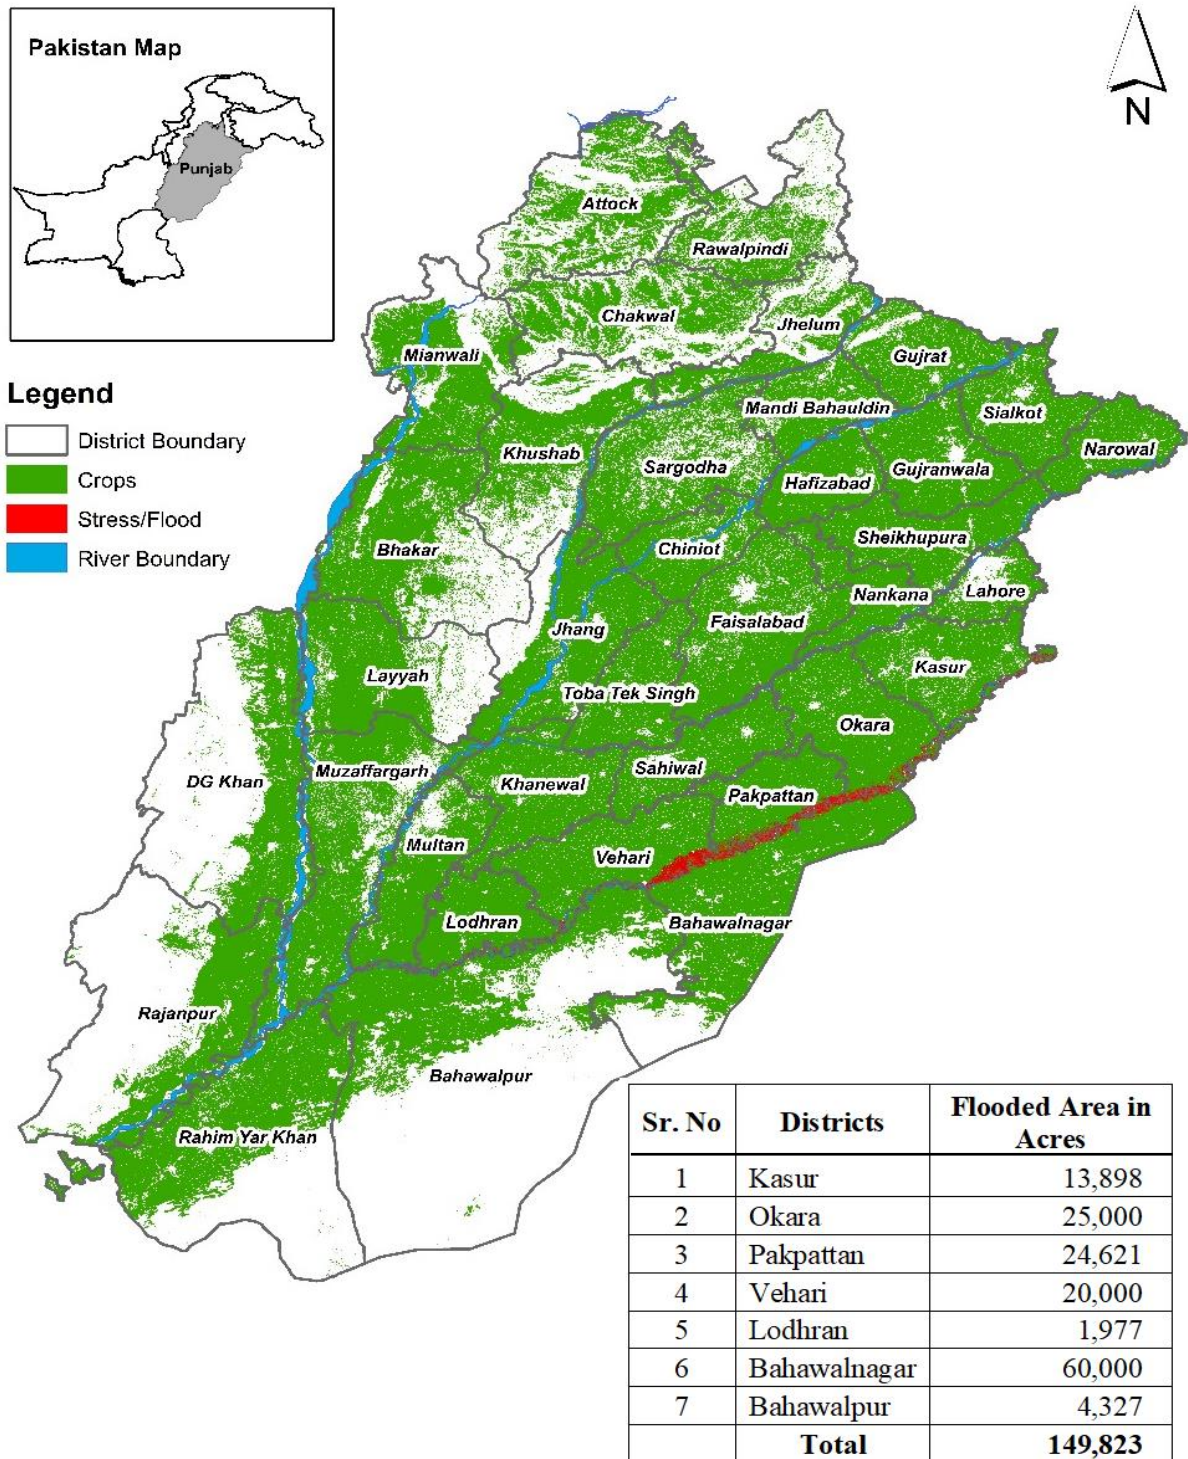 Pakistan Map
Punjab
N
Legend
District Boundary
Crops
Stress/Flood
River Boundary
Attock
Rawalpindi
Chakwal
Jhelum
Mianwali
Gujrat
Mandi Bahauldin
Sialkot
Khushab
Narowal
Sargodha
Gujranwala
Hafizabad
Sheikhupura
Bhakar
Chiniot
Nankana
Lahore
Faisalabad
Jhang
Kasur
Layyah
Toba Tek Singh
Okara
DG Khan
Muzaffargarh
Sahiwal
Khanewal
Pakpattan
Multan
Vehari
Lodhran
Bahawalnagar
Rajanpur
Bahawalpur
Rahim Yar Khan
Sr. No Districts Flooded Area in
Acres
1 Kasur 13,898
2 Okara 25,000
3 Pakpattan 24,621
4 Vehari 20,000
5 Lodhran 1,977
6 Bahawalnagar 60,000
7 Bahawalpur 4,327
Total 149,823